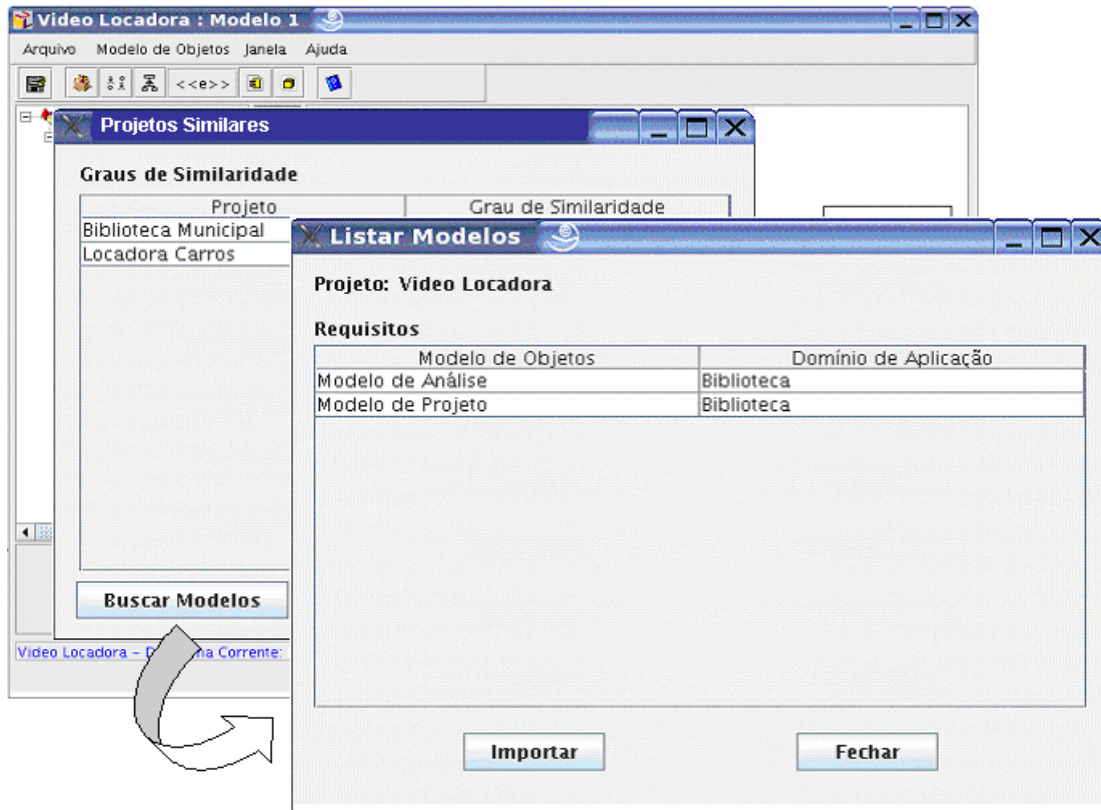 Video Locadora : Modelo 1
Arquivo Modelo de Objetos Janela Ajuda
<<e>>
Projetos Similares
Graus de Similaridade
Projeto Grau de Similaridade
Biblioteca Municipal
Locadora Carros
Buscar Modelos
Video Locadora - Corrente:
Listar Modelos
Projeto: Video Locadora
Requisitos
Modelo de Objetos Domínio de Aplicação
Modelo de Análise Biblioteca
Modelo de Projeto Biblioteca
Importar Fechar